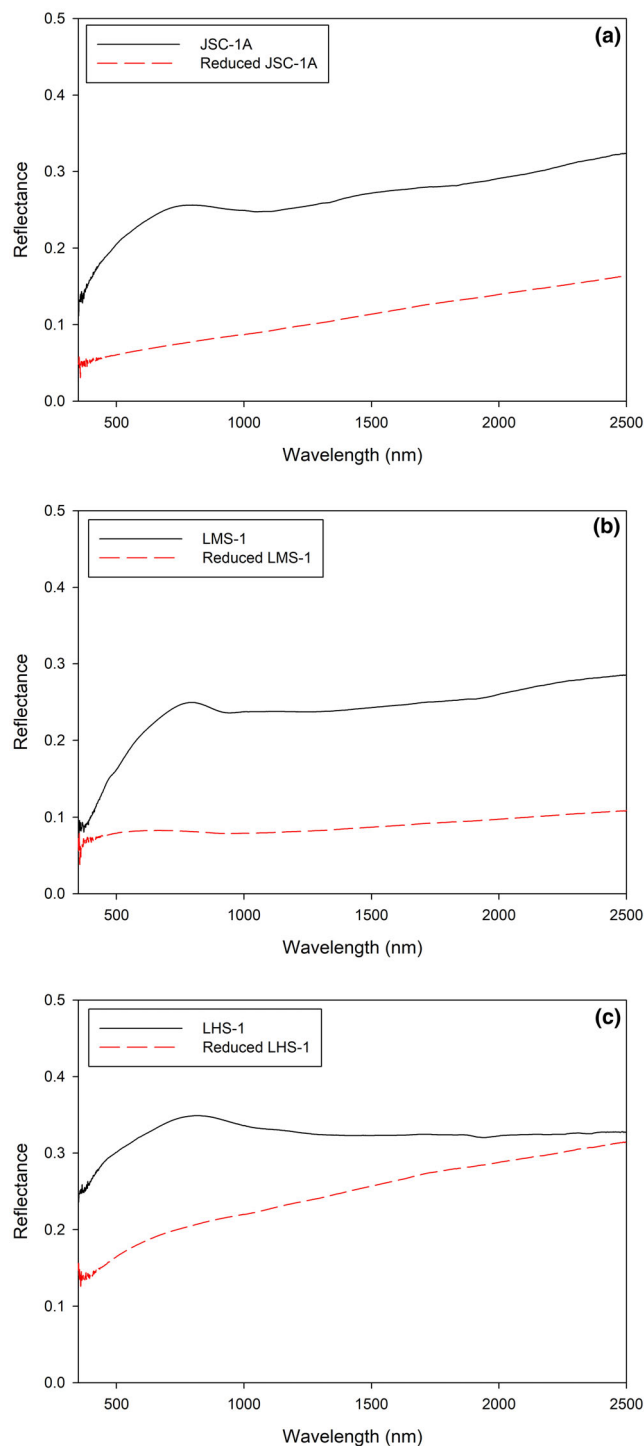 0.5
(a)
JSC-1A
Reduced JSC-1A
0.4
0.3
Reflectance
0.2
0.1
0.0
500 1000 1500 2000 2500
Wavelength (nm)
0.5
(b)
LMS-1
Reduced LMS-1
0.4
0.3
Reflectance
0.2
0.1
0.0
500 1000 1500 2000 2500
Wavelength (nm)
0.5
(c)
LHS-1
Reduced LHS-1
0.4
0.3
Reflectance
0.2
0.1
0.0
500 1000 1500 2000 2500
Wavelength (nm)